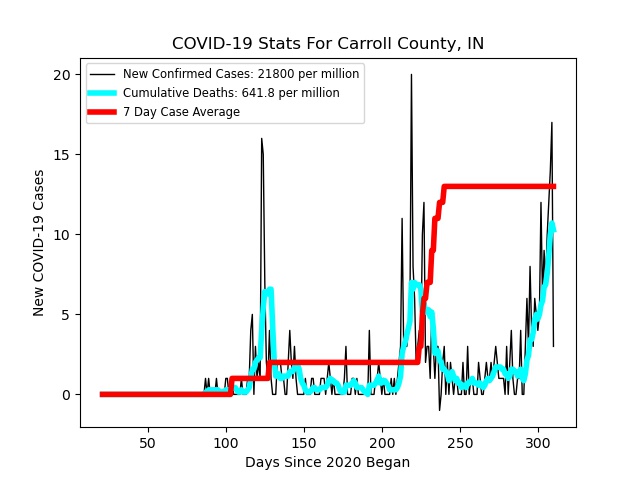 COVID-19 Stats For Carroll County, IN
New Confirmed Cases: 21800 per million
Cumulative Deaths: 641.8 per million
7 Day Case Average
20
15
10
5
0
New COVID-19 Cases
50 100 150 200 250 300
Days Since 2020 Began